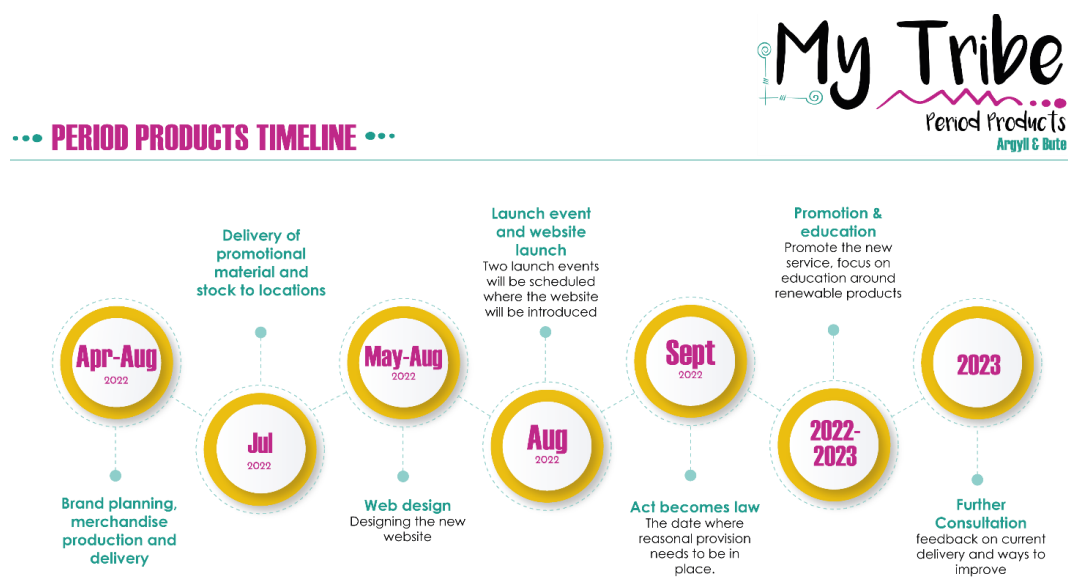 My Tribe
Period Products
Argyll & Bute
PERIOD PRODUCTS TIMELINE
Apr-Aug
2022
Brand planning,
merchandise
production and
delivery
Delivery of
promotional
material and
stock to locations
Jul
2022
May-Aug
2022
Web design
Designing the new
website
Launch event
and website
launch
Two launch events
will be scheduled
where the website
will be introduced
Aug
2022
Sept
2022
Act becomes law
The date where
reasonal provision
needs to be in
place.
Promotion &
education
Promote the new
service, focus on
education around
renewable products
2022-
2023
2023
Further
Consultation
feedback on current
delivery and ways to
improve